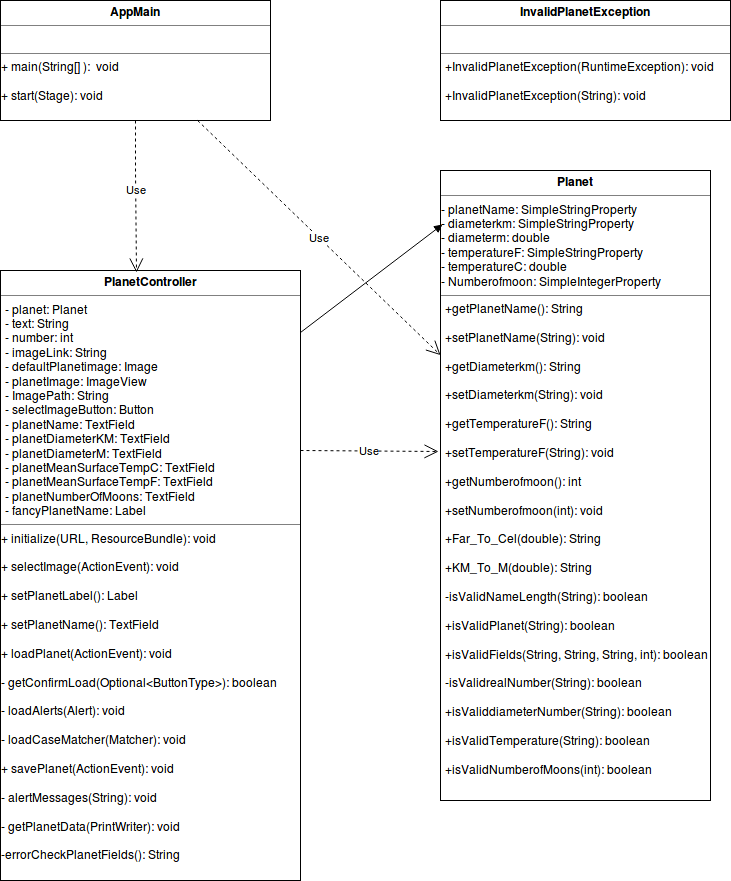 AppMain
+ main(String[] ): void
+ start(Stage): void
InvalidPlanetException
+InvalidPlanetException(RuntimeException): void
+InvalidPlanetException(String): void
Use
Use
Planet
- planetName: SimpleStringProperty
- diameterkm: SimpleStringProperty
- diameterm: double
- temperatureF: SimpleStringProperty
- temperatureC: double
- Numberofmoon: SimpleIntegerProperty
+getPlanetName(): String
+setPlanetName(String): void
+getDiameterkm(): String
+setDiameterkm(String): void
+getTemperatureF(): String
+setTemperatureF(String): void
+getNumberofmoon(): int
+setNumberofmoon(int): void
+Far_To_Cel(double): String
+KM_To_M(double): String
-isValidNameLength(String): boolean
+isValidPlanet(String): boolean
+isValidFields(String, String, String, int): boolean
-isValidrealNumber(String): boolean
+isValiddiameterNumber(String): boolean
+isValidTemperature(String): boolean
+isValidNumberofMoons(int): boolean
PlanetController
- planet: Planet
- text: String
- number: int
- imageLink: String
- defaultPlanetimage: Image
- planetImage: ImageView
- ImagePath: String
- selectImageButton: Button
- planetName: TextField
- planetDiameterKM: TextField
- planetDiameterM: TextField
- planetMeanSurfaceTempC: TextField
- planetMeanSurfaceTempF: TextField
- planetNumberOfMoons: TextField
- fancyPlanetName: Label
+ initialize(URL, ResourceBundle): void
+ selectImage(ActionEvent): void
+ setPlanetLabel(): Label
+ setPlanetName(): TextField
+ loadPlanet(ActionEvent): void
- getConfirmLoad(Optional<ButtonType>): boolean
- loadAlerts(Alert): void
- loadCaseMatcher(Matcher): void
+ savePlanet(ActionEvent): void
- alertMessages(String): void
- getPlanetData(PrintWriter): void
-errorCheckPlanetFields(): String
Use